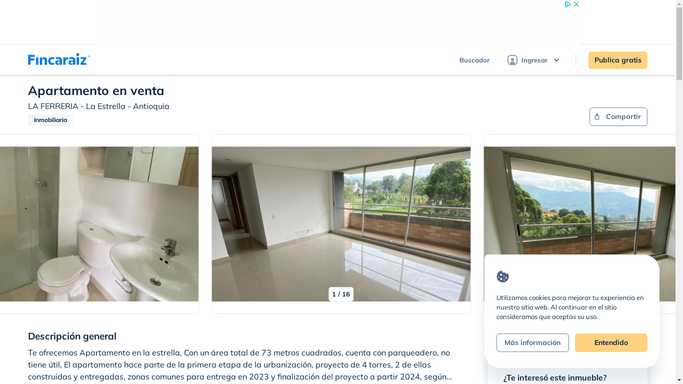 Fincaraiz
Buscador
Ingresar
Publica gratis
Apartamento en venta
LA FERRERIA - La Estrella - Antioquia
Inmobiliaria
Compartir
1 / 16
Utilizamos cookies para mejorar tu experiencia en
nuestro sitio web. Al continuar en el sitio
consideramos que aceptas su uso.
Más información
Entendido
Descripción general
Te ofrecemos Apartamento en la estrella, Con un área total de 73 metros cuadrados, cuenta con parqueadero, no
tiene útil, El apartamento hace parte de la primera etapa de la urbanización, proyecto de 4 torres, 2 de ellas
construidas y entregadas, zonas comunes para entrega en 2023 y finalización del proyecto a partir 2024, según...
¿Te interesó este inmueble?